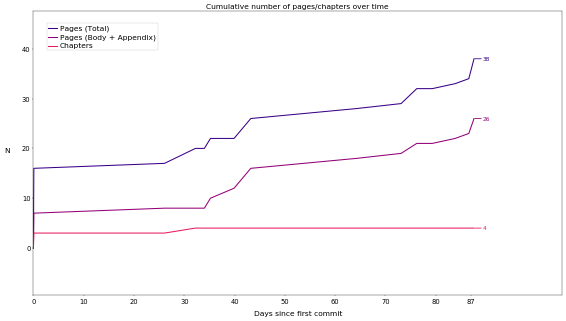 Cumulative number of pages/chapters over time
Pages (Total)
Pages (Body + Appendix)
Chapters
40
30
20
10
0
N
38
26
4
0 10 20 30 40 50 60 70 80 87
Days since first commit